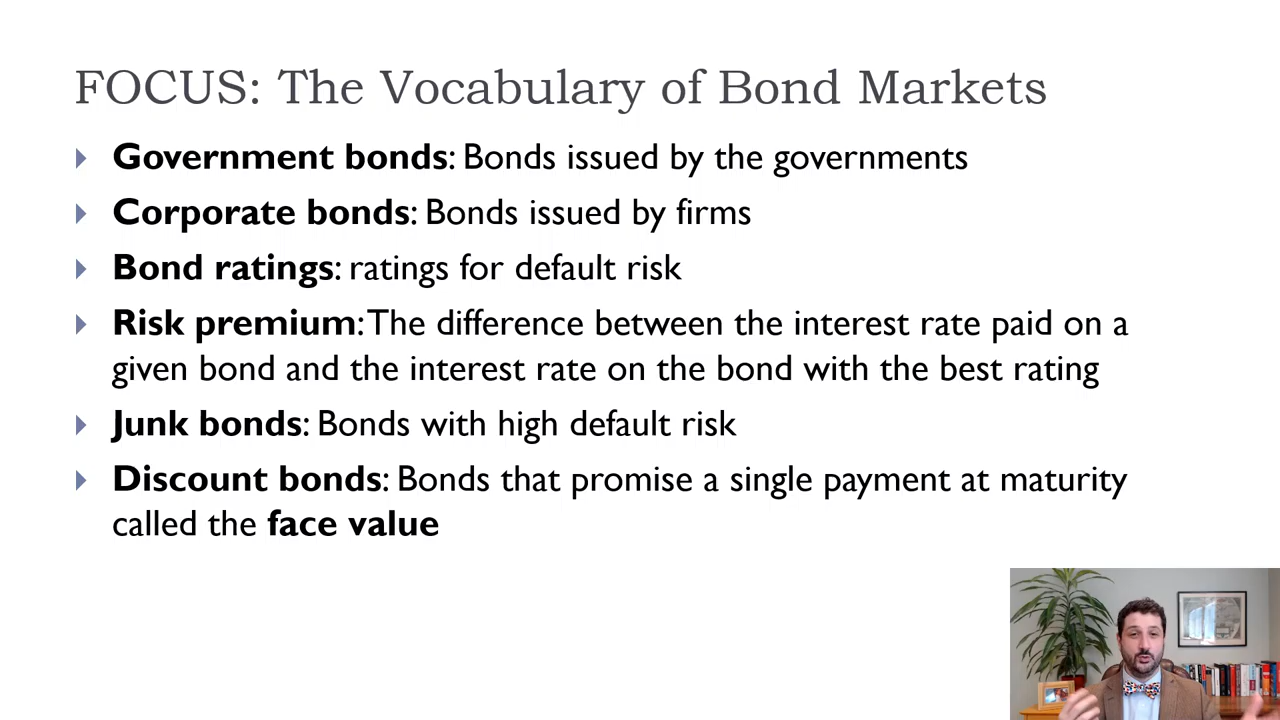 FOCUS: The Vocabulary of Bond Markets
Government bonds: Bonds issued by the governments
Corporate bonds: Bonds issued by firms
Bond ratings: ratings for default risk
Risk premium: The difference between the interest rate paid on a
given bond and the interest rate on the bond with the best rating
Junk bonds: Bonds with high default risk
Discount bonds: Bonds that promise a single payment at maturity
called the face value